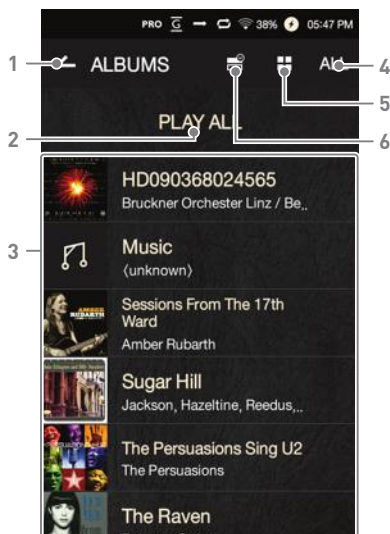 PRO G 38% 05:47 PM
1 ALBUMS 4
5
2 PLAY ALL 6
3
HD090368024565
Bruckner Orchester Linz / Be..
Music
(unknown)
AMBER RUBARTH
Sessions From The 17th
Ward
Amber Rubarth
Sugar Hill
Jackson, Hazeltine, Reedus,..
The Persuasions Sing U2
The Persuasions
The Raven